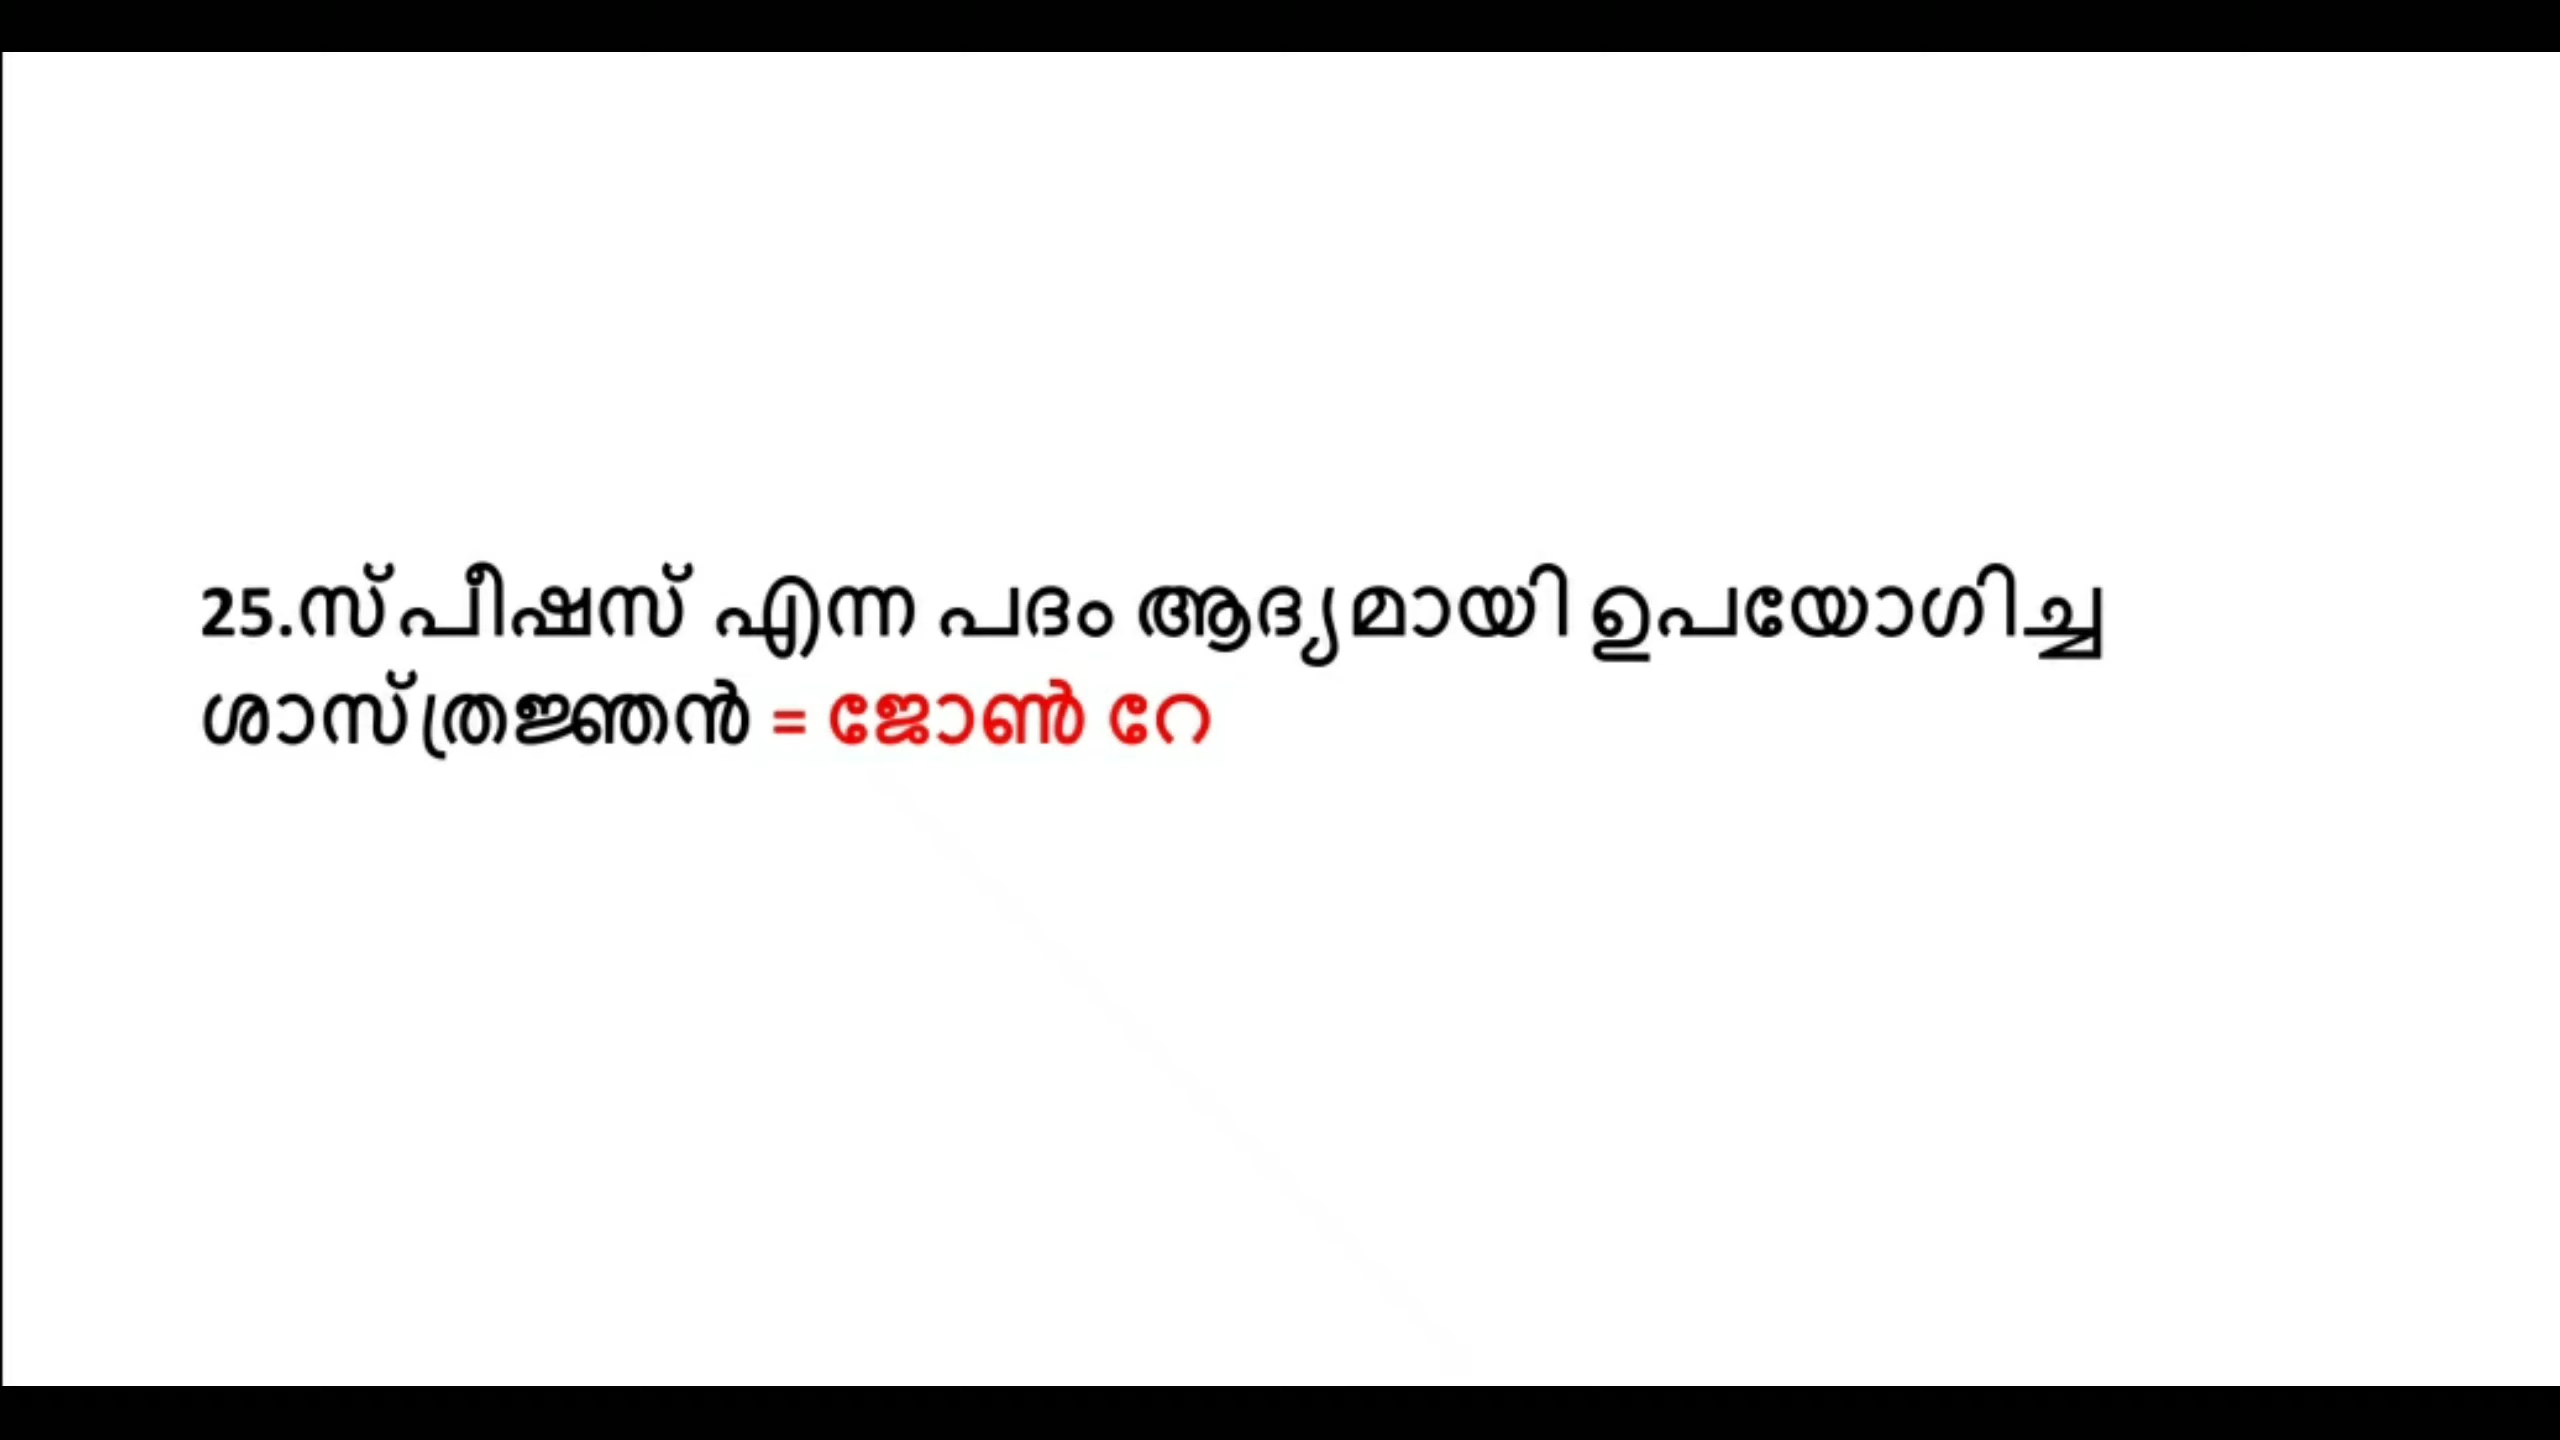 25.സ്പീഷസ് എന്ന പദം ആദ്യമായി ഉപയോഗിച്ച
ശാസ്ത്രജ്ഞൻ = ജോൺ റേ